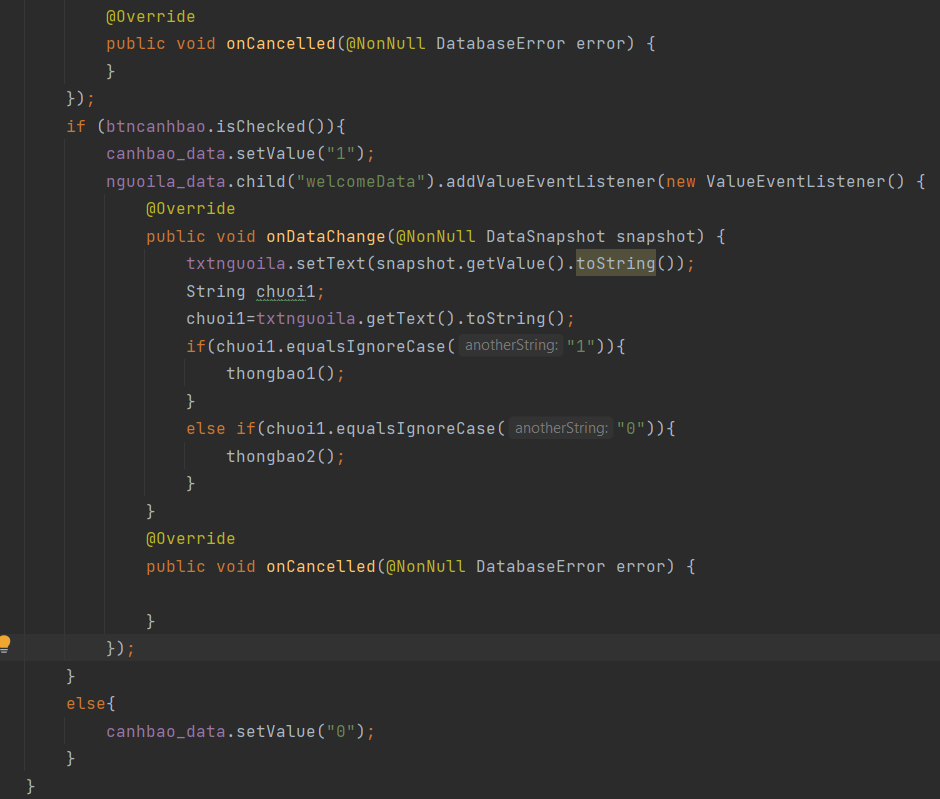 @Override
public void onCancelled(@NonNull DatabaseError error) {
}
});
if (btncanhbao.isChecked()){
canhbao_data.setValue("1");
nguoila_data.child("welcomeData").addValueEventListener(new ValueEventListener() {
@Override
public void onDataChange(@NonNull DataSnapshot snapshot) {
txtnguoila.setText(snapshot.getValue().toString());
String chuoi1;
chuoi1=txtnguoila.getText().toString();
if(chuoi1.equalsIgnoreCase( anotherString: "1")){
thongbao1();
}
else if(chuoi1.equalsIgnoreCase( anotherString: "0")){
thongbao2();
}
}
@Override
public void onCancelled(@NonNull DatabaseError error) {
}
});
}
else{
canhbao_data.setValue("0");
}
}